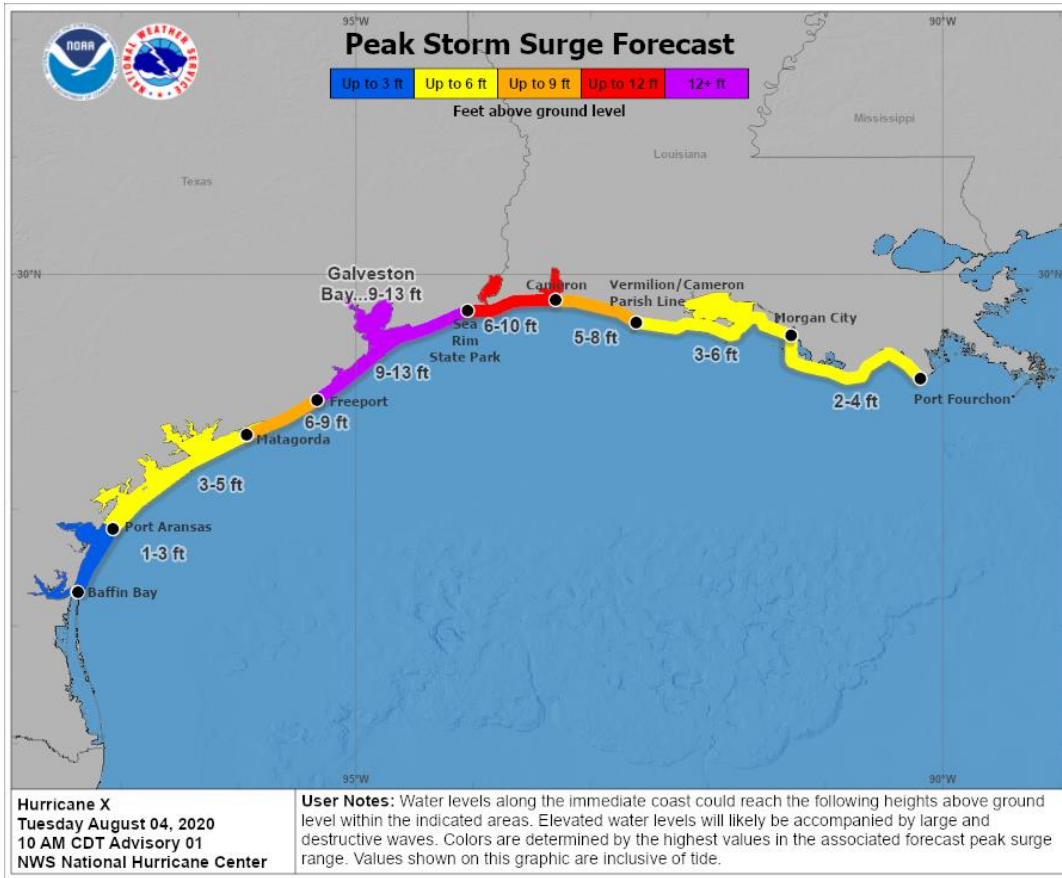 95°W
90°W
NOAA
NATIONAL WEATHER SERVICE
Peak Storm Surge Forecast
Up to 3 ft
Up to 6 ft
Up to 9 ft
Up to 12 ft
12+ ft
Feet above ground level
Mississippi
Louisiana
Texas
30°N
30°N
Galveston
Bay...9-13 ft
Cameron
Vermilion/Cameron
Parish Line
Sea
Rim
State Park
6-10 ft
5-8 ft
Morgan City
3-6 ft
9-13 ft
2-4 ft
Port Fourchon
Freeport
6-9 ft
Matagorda
3-5 ft
Port Aransas
1-3 ft
Baffin Bay
95°W
90°W
Hurricane X
Tuesday August 04, 2020
10 AM CDT Advisory 01
NWS National Hurricane Center
User Notes: Water levels along the immediate coast could reach the following heights above ground
level within the indicated areas. Elevated water levels will likely be accompanied by large and
destructive waves. Colors are determined by the highest values in the associated forecast peak surge
range. Values shown on this graphic are inclusive of tide.